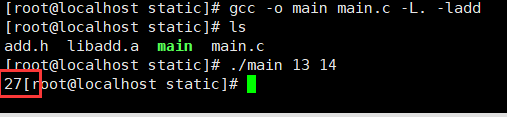 [root@localhost static]# gcc -o main main.c -L. -ladd
[root@localhost static]# ls
add.h  libadd.a  main  main.c
[root@localhost static]# ./main 13 14
27[root@localhost static]#